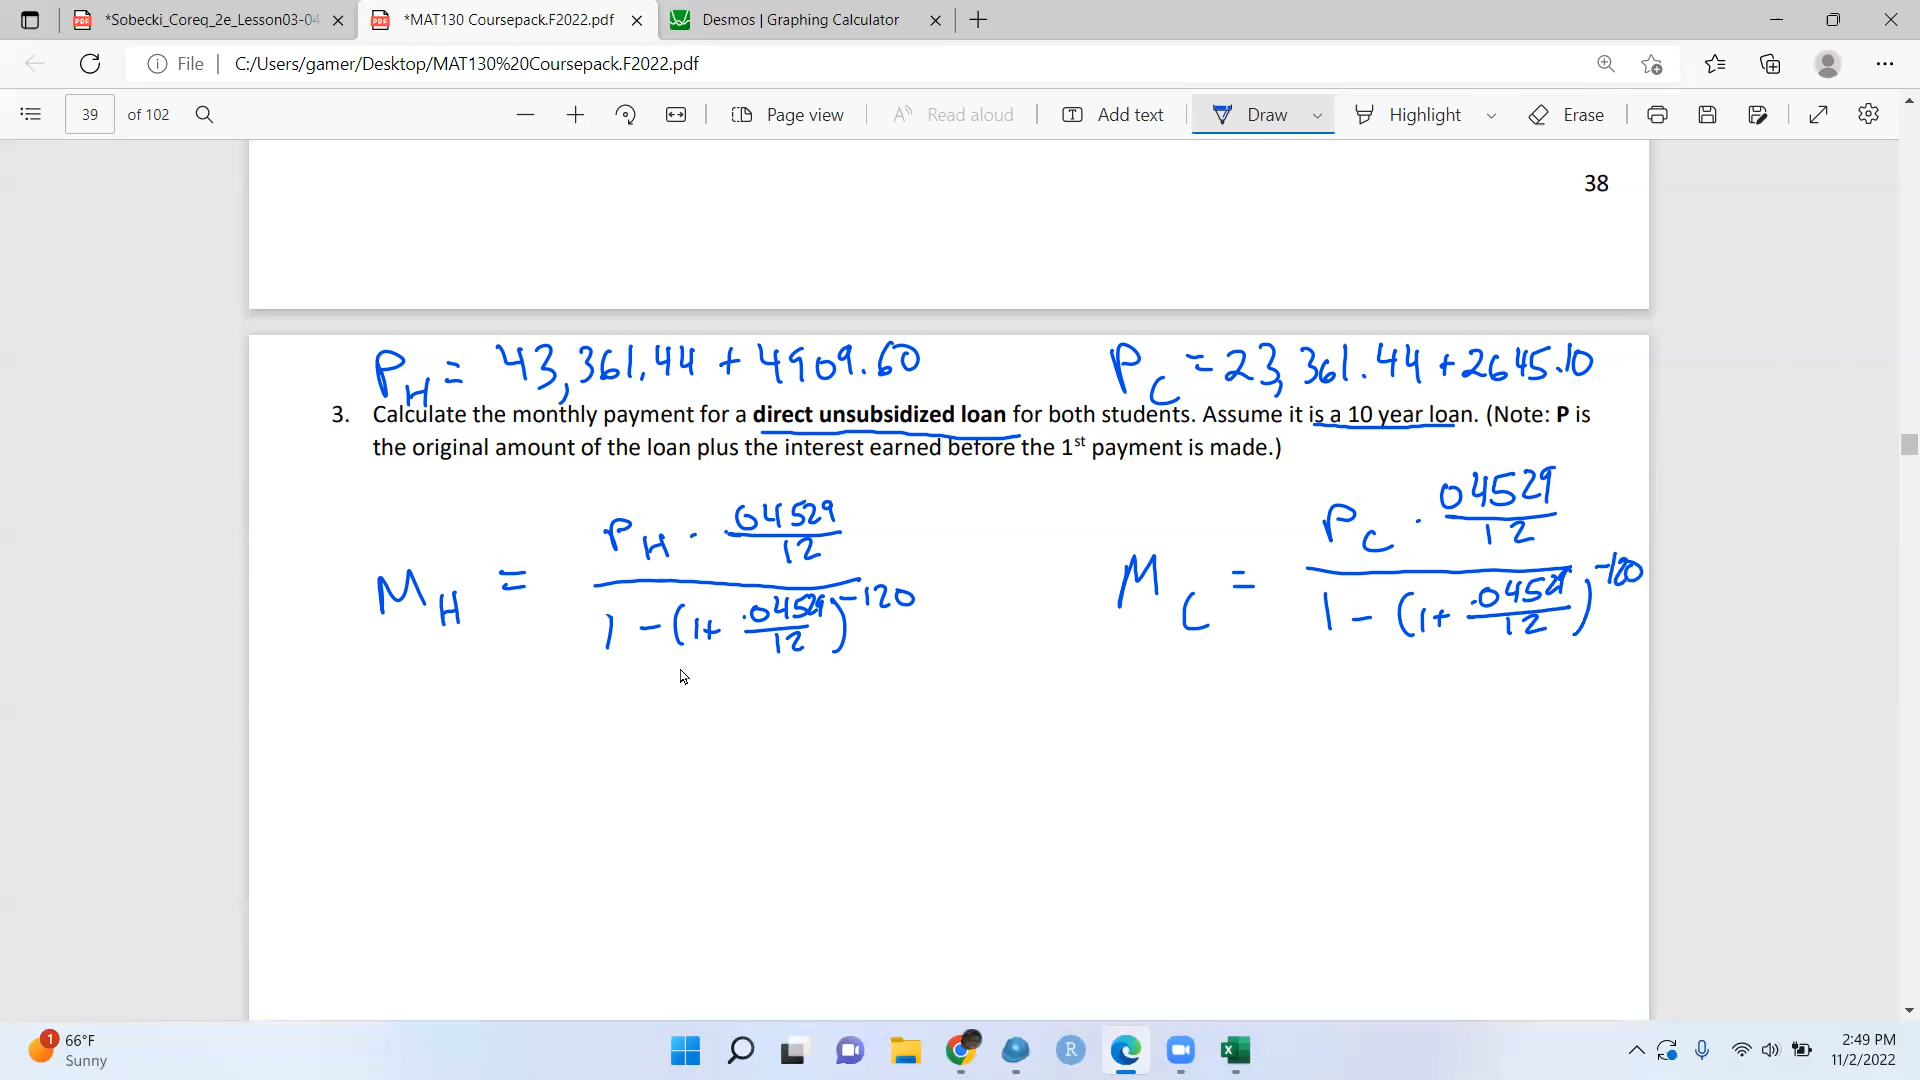 *Sobecki_Coreq_2e_Lesson03-04
*MAT130 Coursepack.F2022.pdf
Desmos | Graphing Calculator
File
C:/Users/gamer/Desktop/MAT130%20Coursepack.F2022.pdf
39 of 102
Page view
Read aloud
Add text
Draw
Highlight
Erase
38
P_H = 43,361.44 + 4909.60
P_C = 23,361.44 + 2645.10
3. Calculate the monthly payment for a direct unsubsidized loan for both students. Assume it is a 10 year loan. (Note: P is
the original amount of the loan plus the interest earned before the 1st payment is made.)
P_H · .04529
12
M_H =
1 - (1 + .04529
12)^-120
P_C · 04529
12
M_C =
1 - (1 + .04529
12)^-120
1
66°F
Sunny
R
2:49 PM
11/2/2022